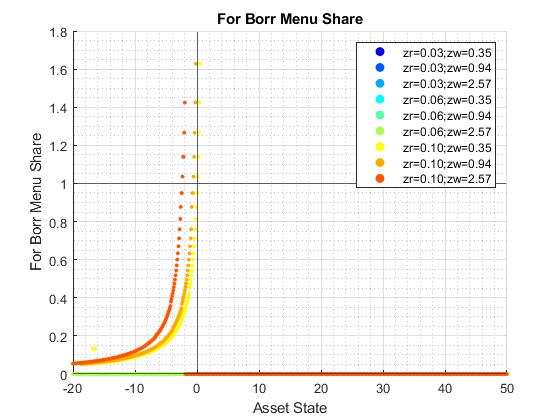 For Borr Menu Share
1.8
1.6
1.4
1.2
1
0.8
0.6
0.4
0.2
0
For Borr Menu Share
zr=0.03;zw=0.35
zr=0.03;zw=0.94
zr=0.03;zw=2.57
zr=0.06;zw=0.35
zr=0.06;zw=0.94
zr=0.06;zw=2.57
zr=0.10;zw=0.35
zr=0.10;zw=0.94
zr=0.10;zw=2.57
-20 -10 0 10 20 30 40 50
Asset State